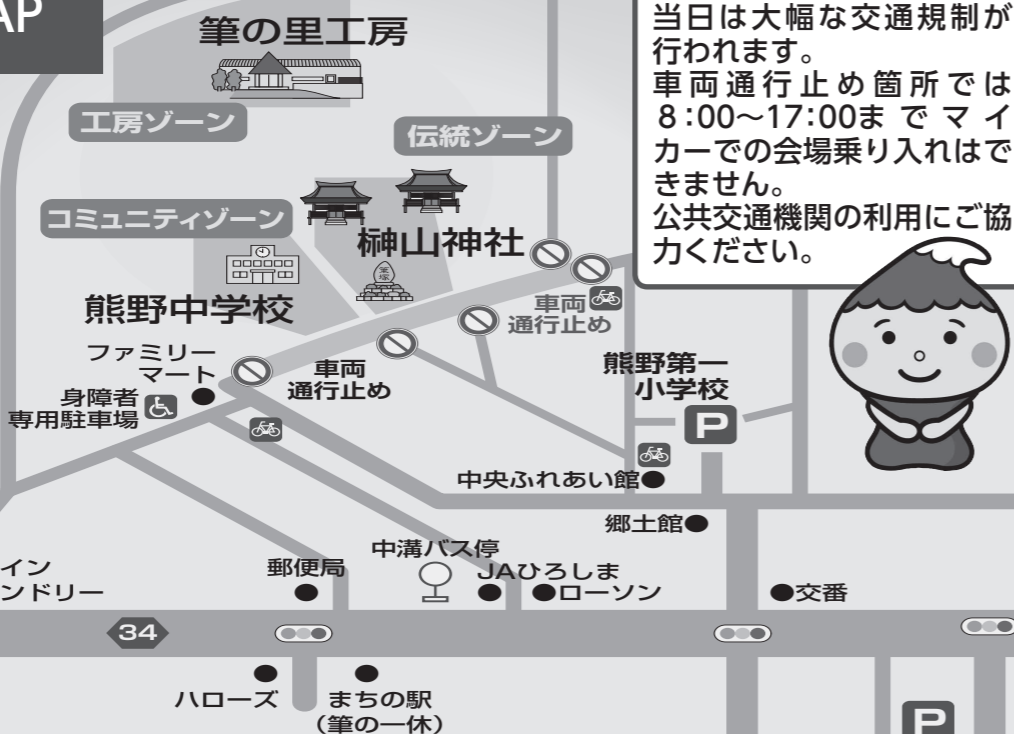 AP
筆の里工房
当日は大幅な交通規制が
行われます。
車両通行止め箇所では
8:00〜17:00までマイ
カーでの会場乗り入れはで
きません。
公共交通機関の利用にご協
力ください。
工房ゾーン
伝統ゾーン
コミュニティゾーン
榊山神社
筆塚
熊野中学校
車両
通行止め
ファミリー
マート
車両
通行止め
熊野第一
小学校
身障者
専用駐車場
P
中央ふれあい館
郷土館
中溝バス停
イン
ンドリー
郵便局
JAひろしま
ローソン
交番
34
ハローズ
まちの駅
(筆の一休)
P